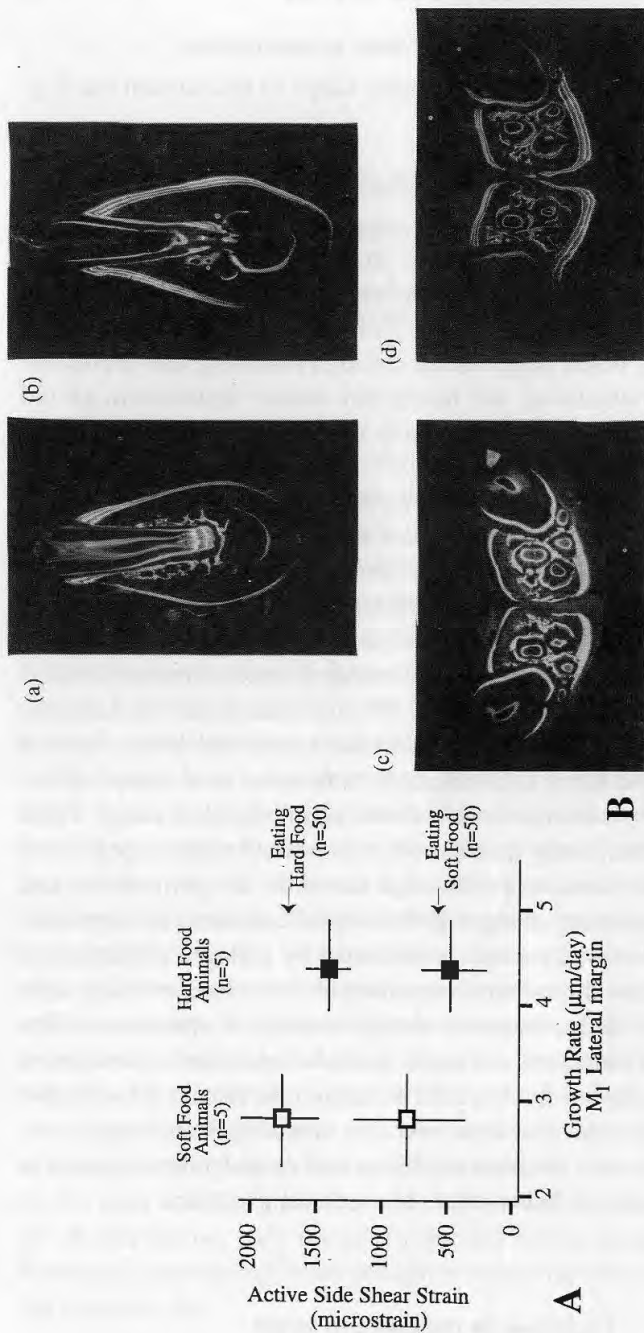 (a)
(b)
(c)
(d)
B
Soft Food
Animals
(n=5)
Hard Food
Animals
(n=5)
Eating
Hard Food
(n=50)
Eating
Soft Food
(n=50)
2000
1500
1000
500
0
2
3
4
5
Active Side Shear Strain
(microstrain)
Growth Rate (µm/day)
M1 Lateral margin
A